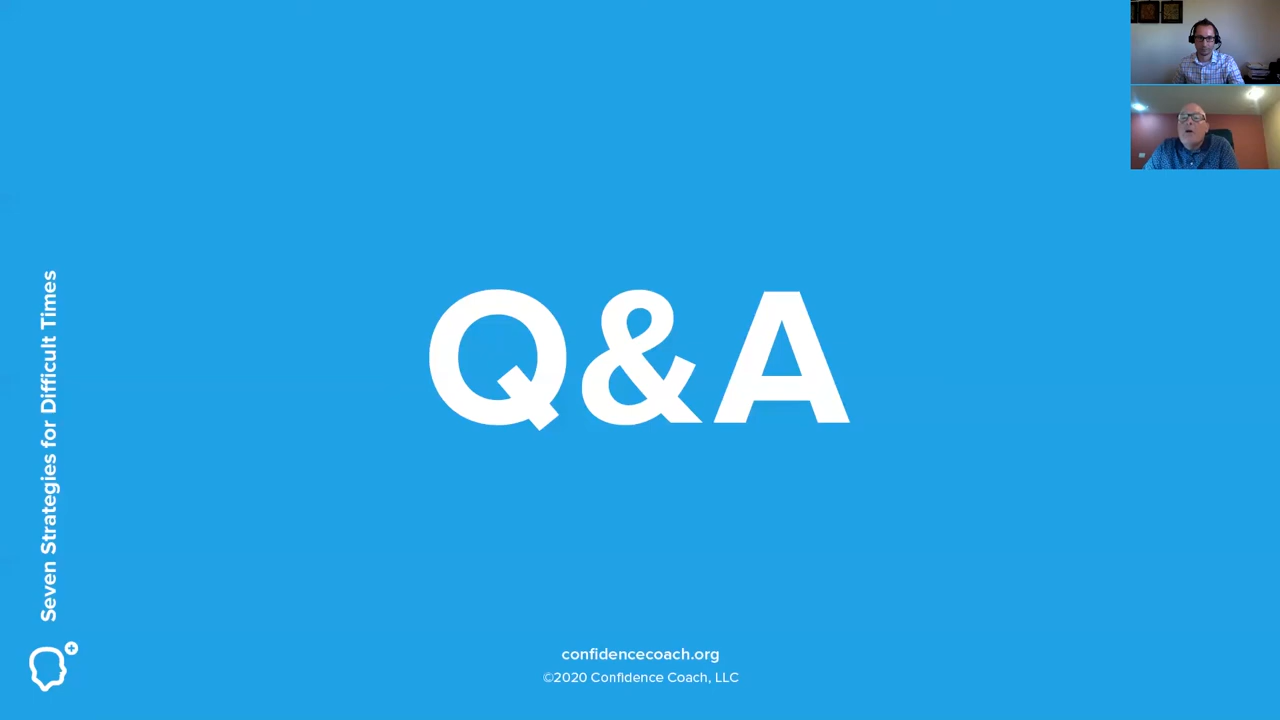 Q&A
Seven Strategies for Difficult Times
confidencecoach.org
©2020 Confidence Coach, LLC